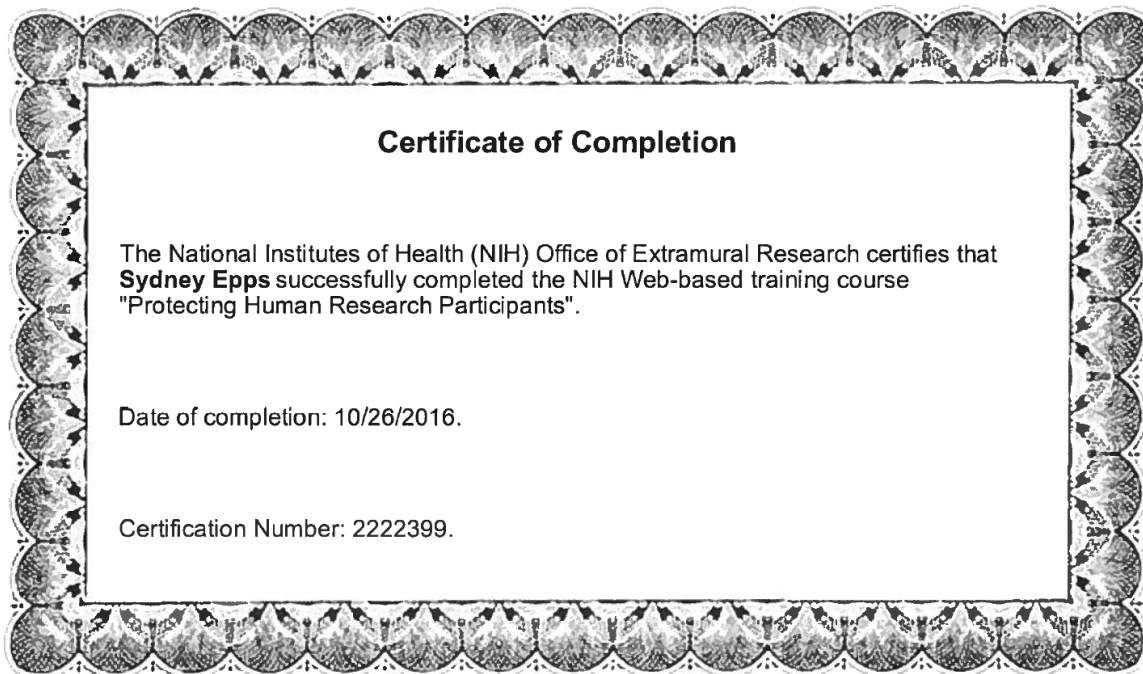 Certificate of Completion
The National Institutes of Health (NIH) Office of Extramural Research certifies that
Sydney Epps successfully completed the NIH Web-based training course
"Protecting Human Research Participants".
Date of completion: 10/26/2016.
Certification Number: 2222399.